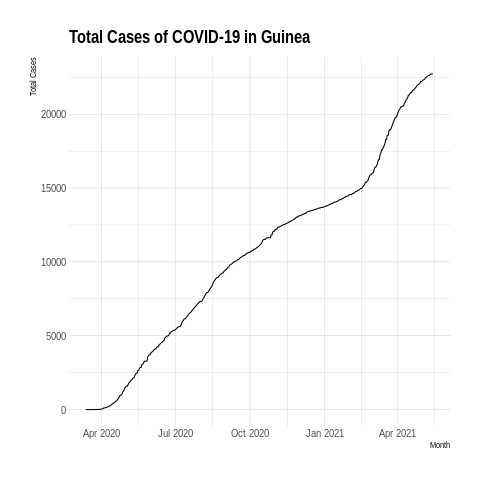 Total Cases of COVID-19 in Guinea
Total Cases
20000
15000
10000
5000
0
Apr 2020 Jul 2020 Oct 2020 Jan 2021 Apr 2021
Month